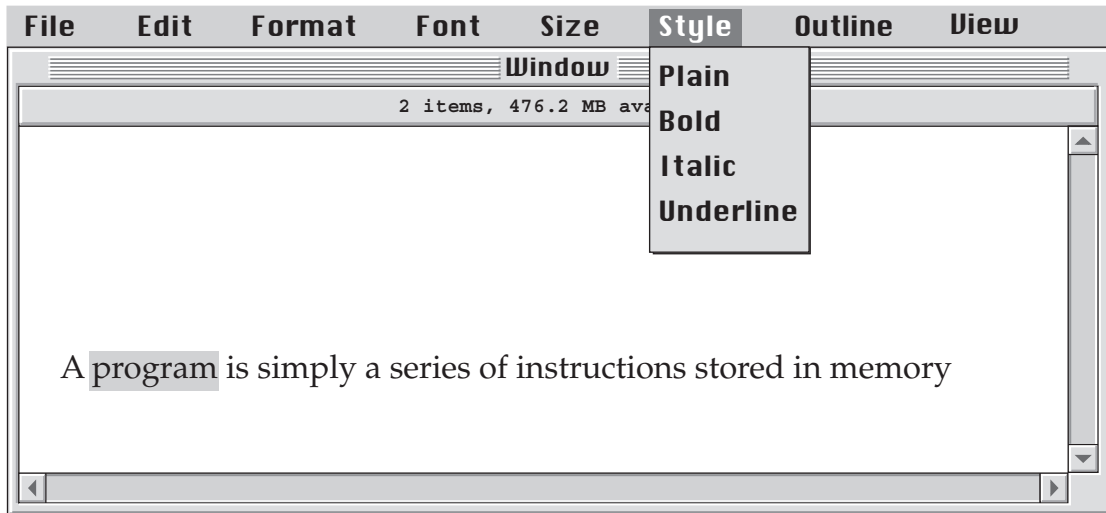 File Edit Format Font Size Style Outline View
Window
2 items, 476.2 MB
Plain
Bold
Italic
Underline
A program is simply a series of instructions stored in memory